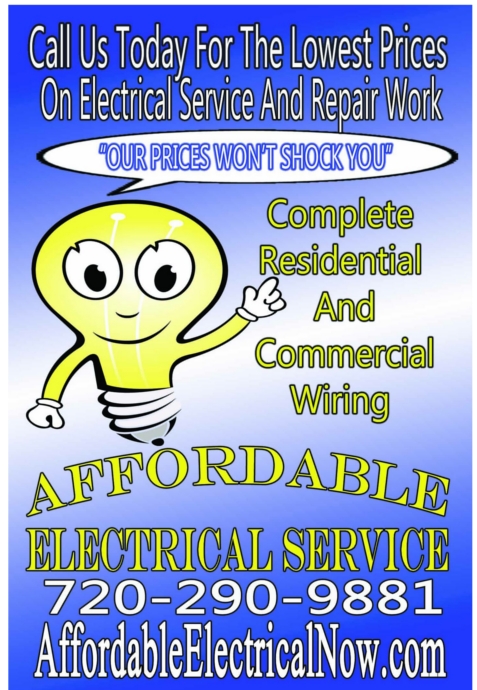 Call Us Today For The Lowest Prices
On Electrical Service And Repair Work
"OUR PRICES WON'T SHOCK YOU"
Complete
Residential
And
Commercial
Wiring
AFFORDABLE
ELECTRICAL SERVICE
720-290-9881
AffordableElectricalNow.com